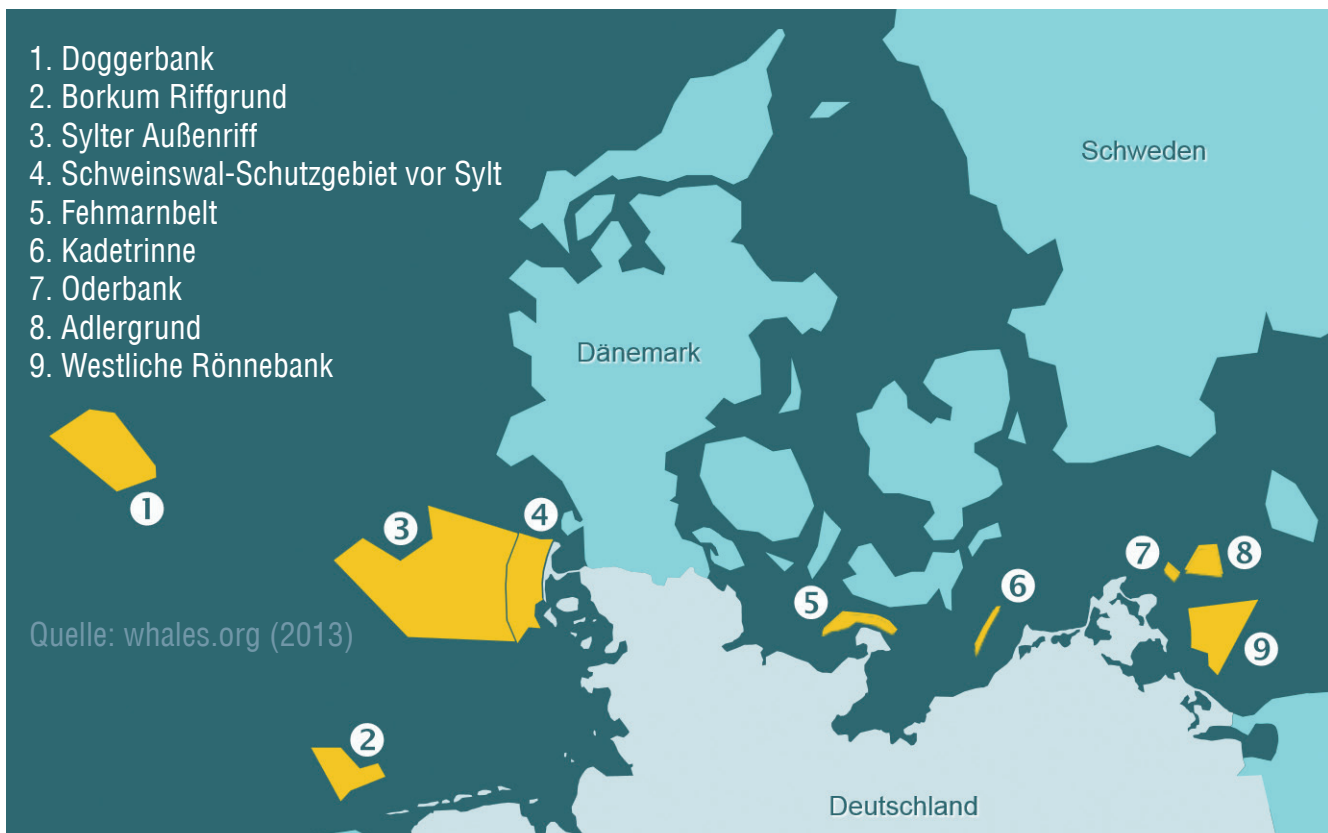 1. Doggerbank
2. Borkum Riffgrund
3. Sylter Außenriff
4. Schweinswal-Schutzgebiet vor Sylt
5. Fehmarnbelt
6. Kadetrinne
7. Oderbank
8. Adlergrund
9. Westliche Rönnebank
Schweden
Dänemark
1
3
4
7
8
5
6
Quelle: whales.org (2013)
9
2
Deutschland